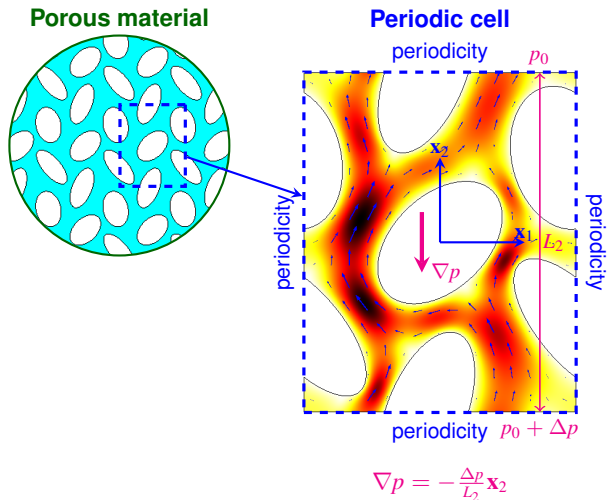 Porous material
Periodic cell
periodicity
p₀
periodicity
x₂
x₁
L₂
∇p
periodicity
periodicity
p₀ + Δp
∇p = −Δp/L₂ x₂